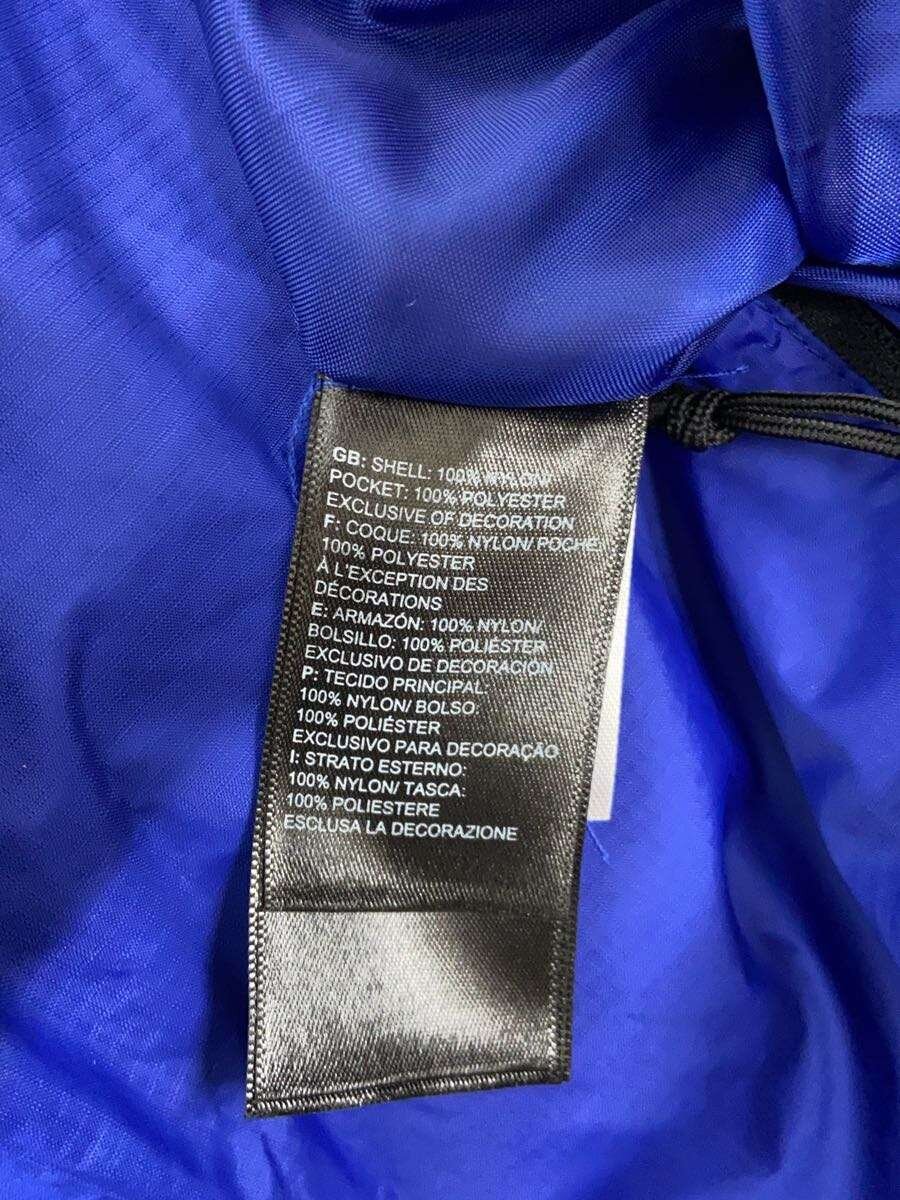 GB: SHELL: 100% NYLON/
POCKET: 100% POLYESTER
EXCLUSIVE OF DECORATION
F: COQUE: 100% NYLON/ POCHE:
100% POLYESTER
À L'EXCEPTION DES
DÉCORATIONS
E: ARMAZÓN: 100% NYLON/
BOLSILLO: 100% POLIÉSTER
EXCLUSIVO DE DECORACIÓN
P: TECIDO PRINCIPAL:
100% NYLON/ BOLSO:
100% POLIÉSTER
EXCLUSIVO PARA DECORAÇÃO
I: STRATO ESTERNO:
100% NYLON/ TASCA:
100% POLIESTERE
ESCLUSA LA DECORAZIONE